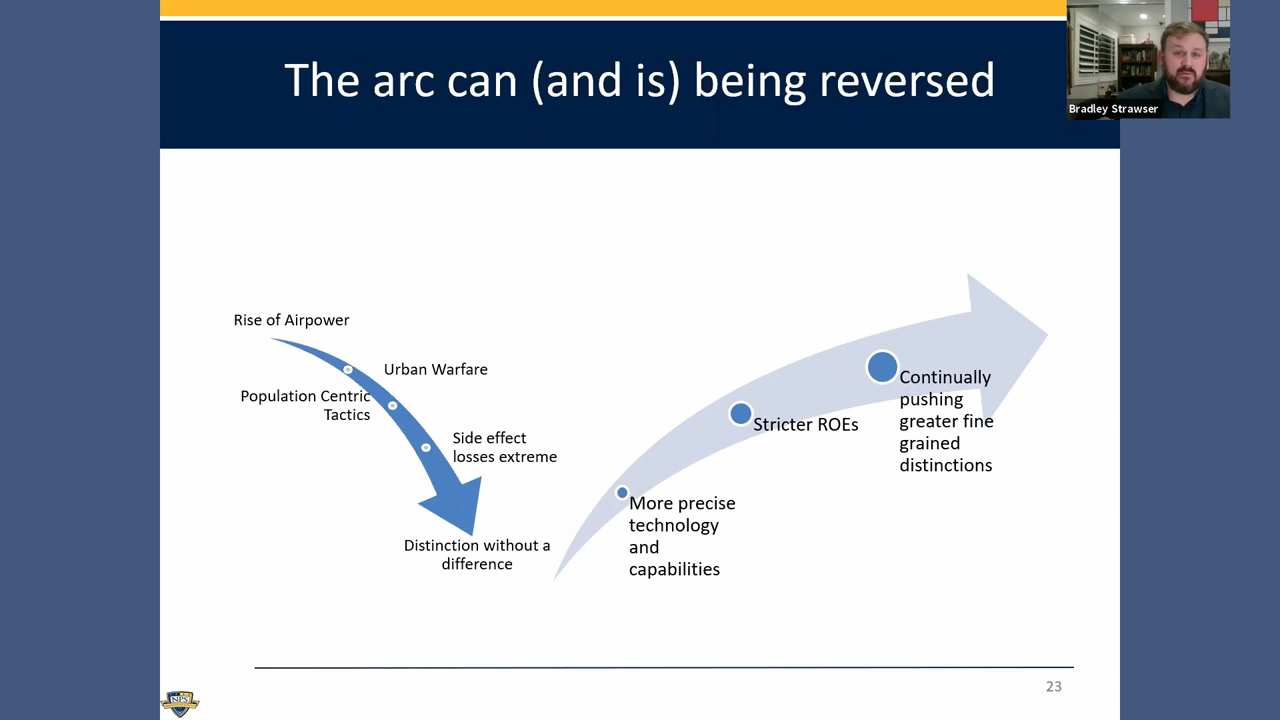 The arc can (and is) being reversed
Bradley Strawser
Rise of Airpower
Urban Warfare
Population Centric
Tactics
Side effect
losses extreme
Distinction without a
difference
More precise
technology
and
capabilities
Stricter ROEs
Continually
pushing
greater fine
grained
distinctions
23
NPS